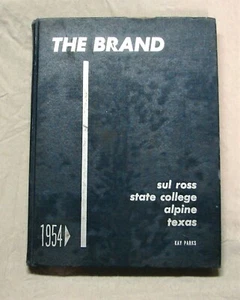 THE BRAND
sul ross
state college
alpine
texas
KAY PARKS
1954